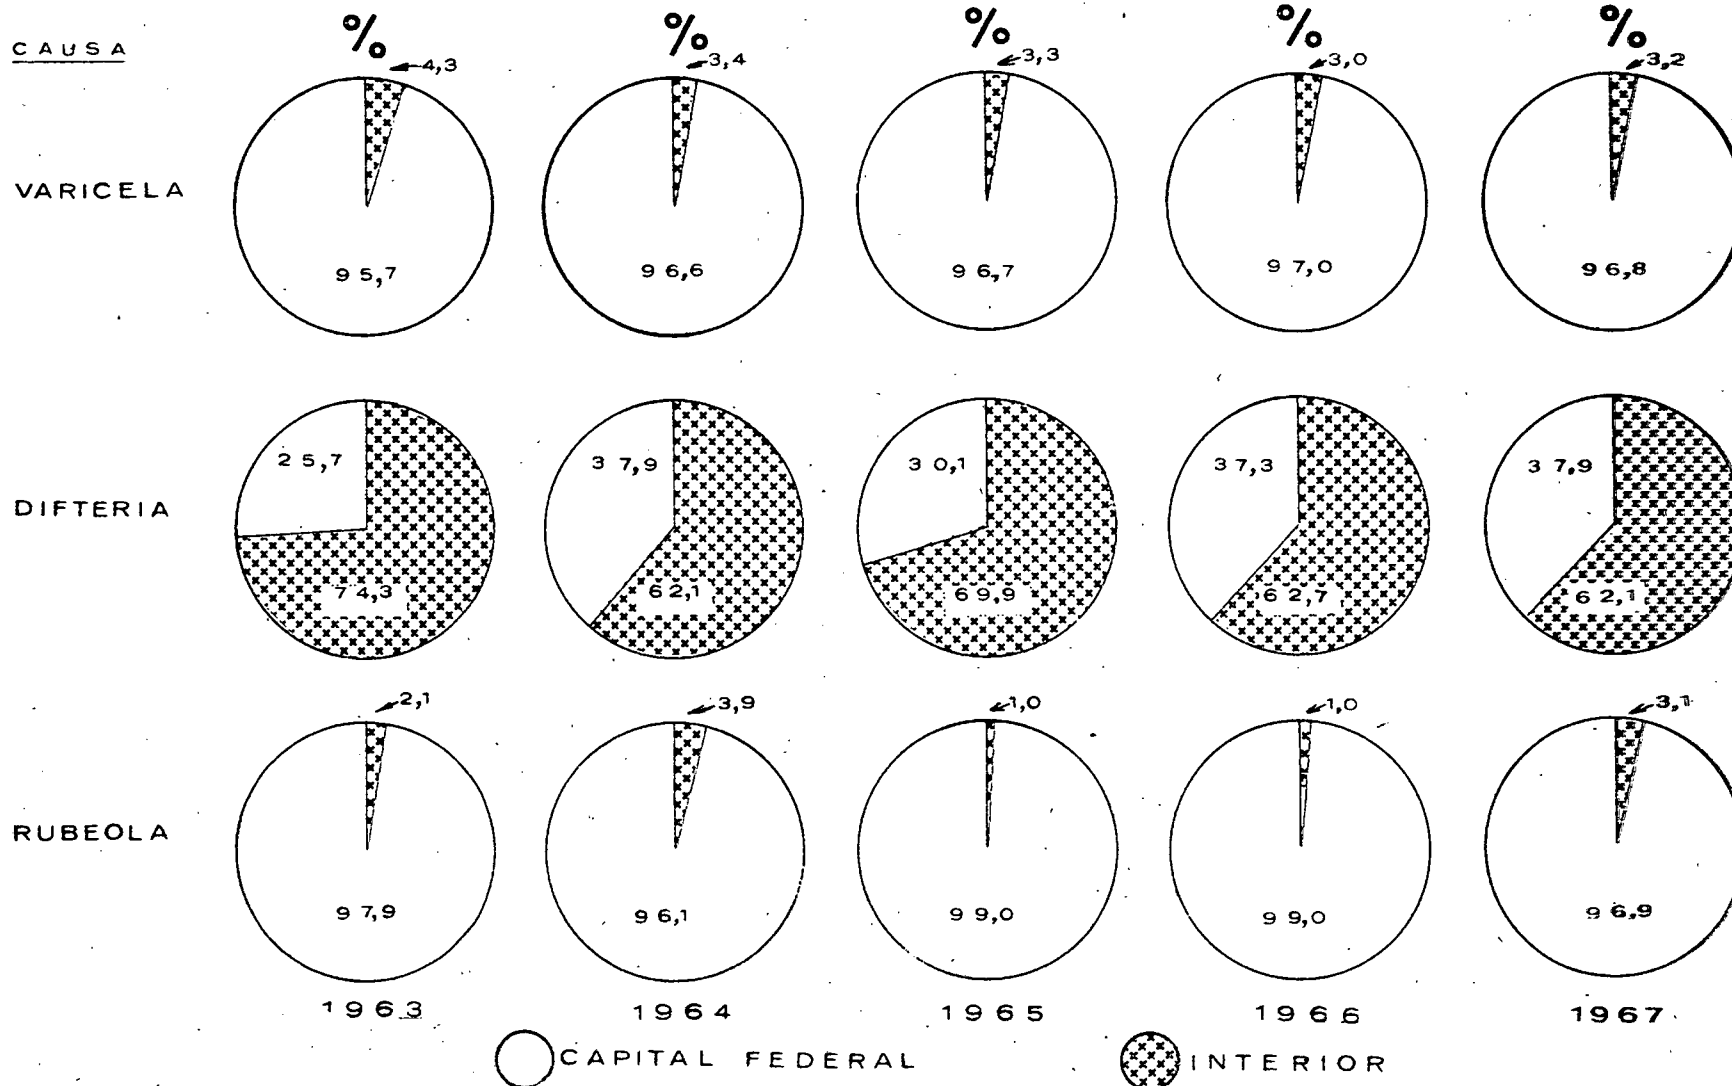 CAUSA
% % % % %
4,3 3,4 3,3 3,0 3,2
VARICELA
95,7 96,6 96,7 97,0 96,8
DIFTERIA
25,7 37,9 30,1 37,3 37,9
74,3 62,1 69,9 62,7 62,1
2,1 3,9 1,0 1,0 3,1
RUBEOLA
97,9 96,1 99,0 99,0 96,9
1963 1964 1965 1966 1967
CAPITAL FEDERAL INTERIOR